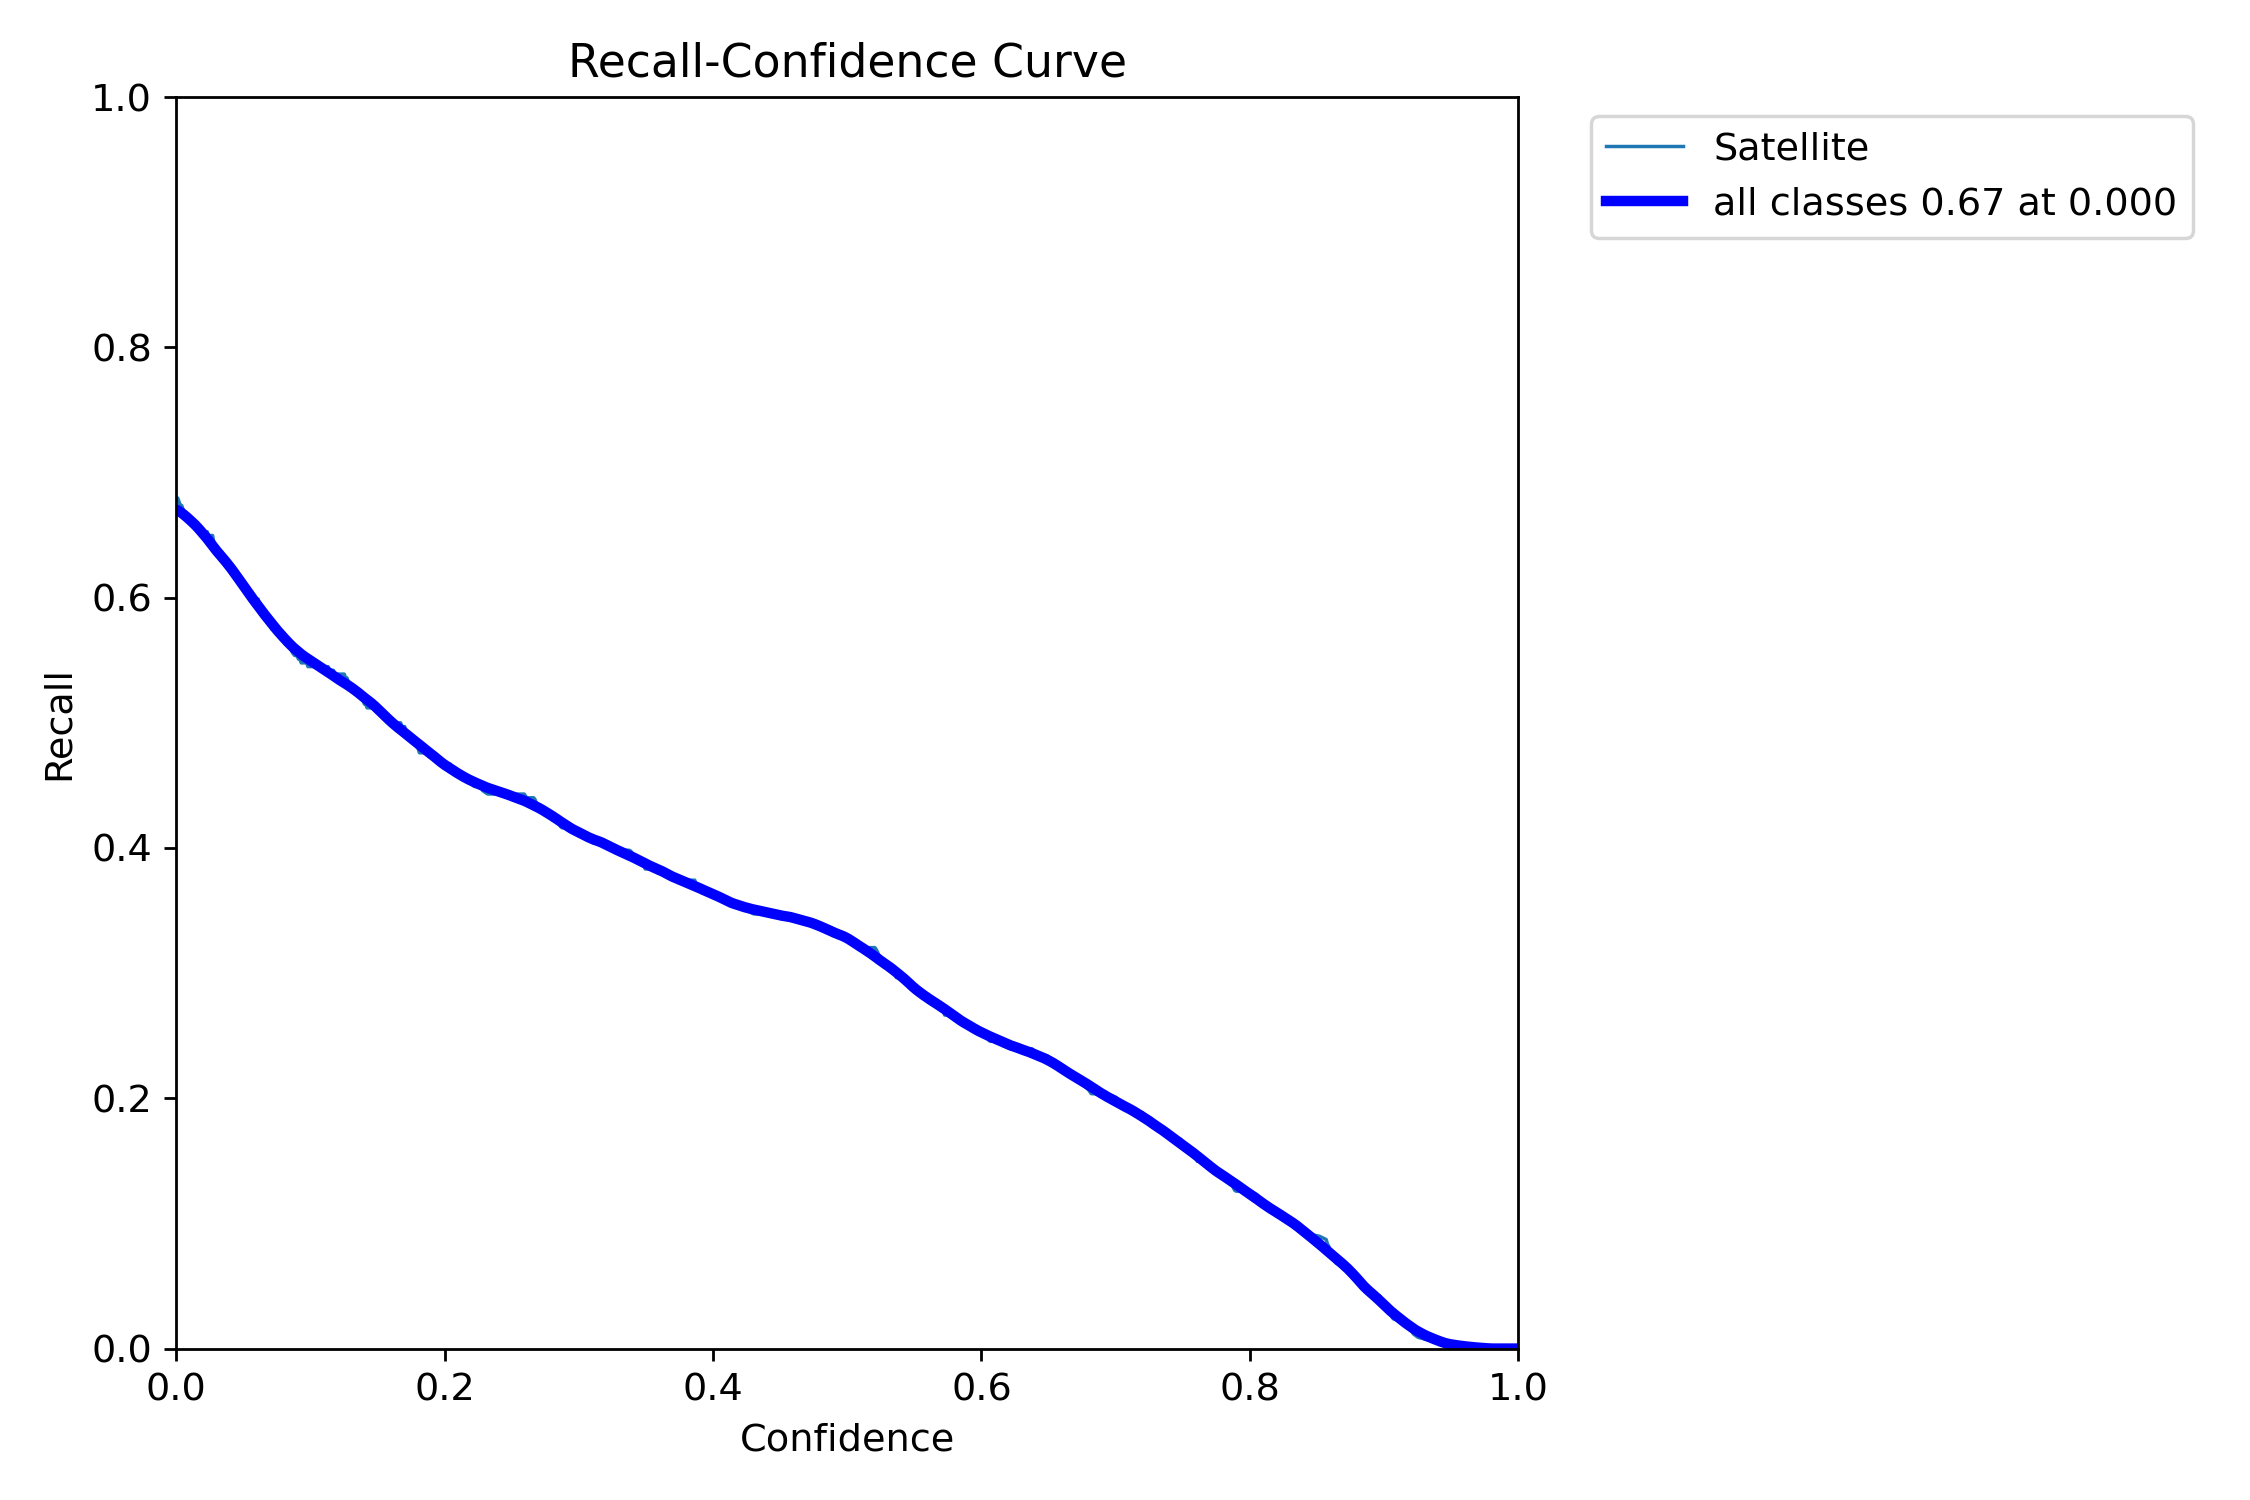 Recall-Confidence Curve
1.0
0.8
0.6
0.4
0.2
0.0
Recall
0.0 0.2 0.4 0.6 0.8 1.0
Confidence
Satellite
all classes 0.67 at 0.000